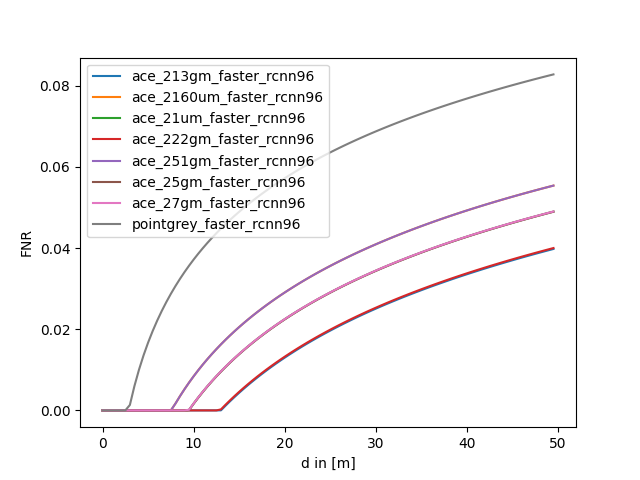 ace_213gm_faster_rcnn96
ace_2160um_faster_rcnn96
ace_21um_faster_rcnn96
ace_222gm_faster_rcnn96
ace_251gm_faster_rcnn96
ace_25gm_faster_rcnn96
ace_27gm_faster_rcnn96
pointgrey_faster_rcnn96
FNR
0.08
0.06
0.04
0.02
0.00
0 10 20 30 40 50
d in [m]